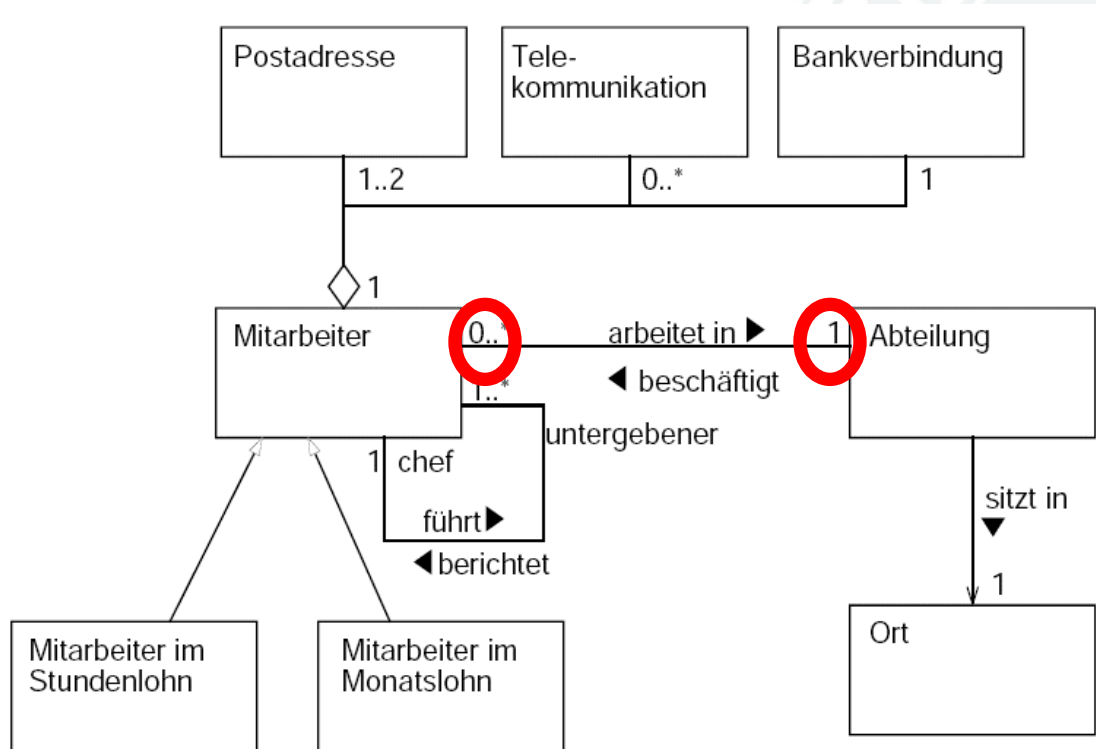 Postadresse
Tele-
kommunikation
Bankverbindung
1..2
0..*
1
1
Mitarbeiter
0..*
arbeitet in
1
Abteilung
beschäftigt
1..*
untergebener
1
chef
führt
berichtet
sitzt in
1
Mitarbeiter im
Stundenlohn
Mitarbeiter im
Monatslohn
Ort